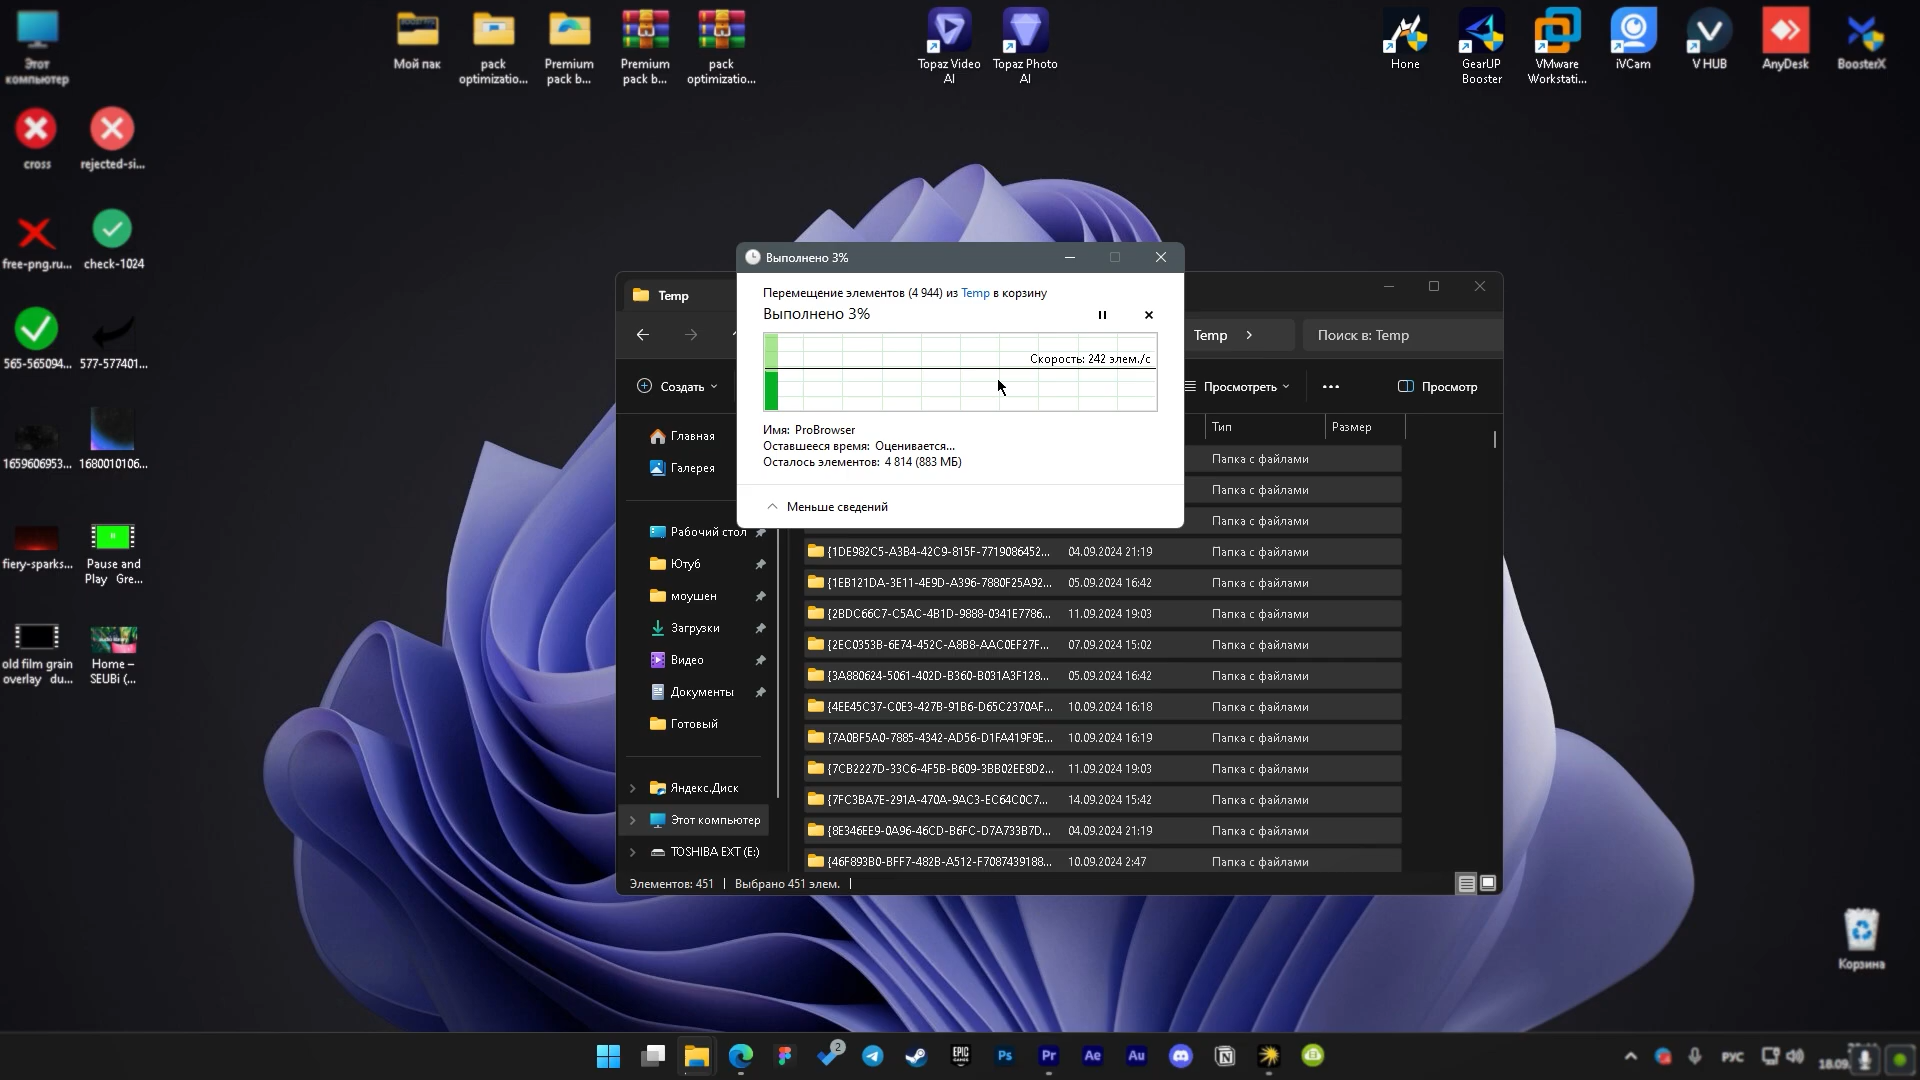 Этот
компьютер
Мой пак
pack
optimizatio...
Premium
pack b...
Premium
pack b...
pack
optimizatio...
Topaz Video
AI
Topaz Photo
AI
Hone
GearUP
Booster
VMware
Workstati...
iVCam
V HUB
AnyDesk
BoosterX
cross
rejected-si...
free-png.ru...
check-1024
565-565094...
577-577401...
1659606953...
1680010106...
fiery-sparks...
Pause and
Play Gre...
old film grain
overlay du...
Home –
SEUBi (...
Корзина
Выполнено 3%
Перемещение элементов (4 944) из Temp в корзину
Выполнено 3%
Скорость: 242 элем./с
Имя: ProBrowser
Оставшееся время: Оценивается...
Осталось элементов: 4 814 (883 МБ)
Меньше сведений
Temp
Temp
Поиск в: Temp
Создать
Просмотреть
Просмотр
Главная
Галерея
Рабочий стол
Ютуб
моушен
Загрузки
Видео
Документы
Готовый
Яндекс.Диск
Этот компьютер
TOSHIBA EXT (E:)
Тип
Размер
Папка с файлами
Папка с файлами
Папка с файлами
{1DE982C5-A3B4-42C9-815F-7719086452... 04.09.2024 21:19 Папка с файлами
{1EB121DA-3E11-4E9D-A396-7880F25A92... 05.09.2024 16:42 Папка с файлами
{2BDC66C7-C5AC-4B1D-9888-0341E7786... 11.09.2024 19:03 Папка с файлами
{2EC0353B-6E74-452C-A8B8-AAC0EF27F... 07.09.2024 15:02 Папка с файлами
{3A880624-5061-402D-B360-B031A3F128... 05.09.2024 16:42 Папка с файлами
{4EE45C37-C0E3-427B-91B6-D65C2370AF... 10.09.2024 16:18 Папка с файлами
{7A0BF5A0-7885-4342-AD56-D1FA419F9E... 10.09.2024 16:19 Папка с файлами
{7CB2227D-33C6-4F5B-B609-3BB02EE8D2... 11.09.2024 19:03 Папка с файлами
{7FC3BA7E-291A-470A-9AC3-EC64C0C7... 14.09.2024 15:42 Папка с файлами
{8E346EE9-0A96-46CD-B6FC-D7A733B7D... 04.09.2024 21:19 Папка с файлами
{46F893B0-BFF7-482B-A512-F7087439188... 10.09.2024 2:47 Папка с файлами
Элементов: 451
Выбрано 451 элем.
2
EPIC
GAMES
Ps
Pr
Ae
Au
РУС
18.09